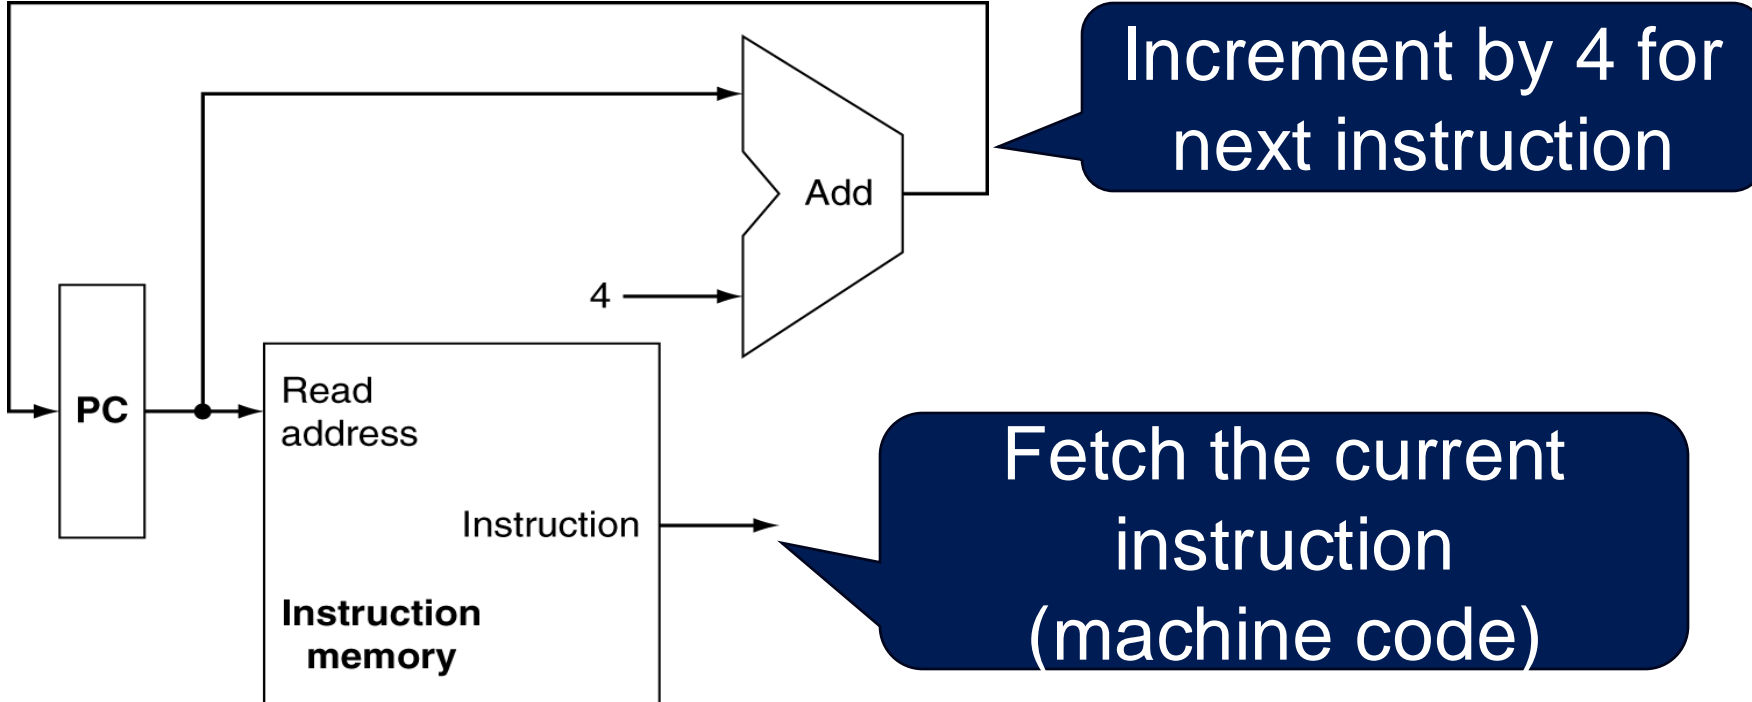 Increment by 4 for
next instruction
Add
4
PC
Read
address
Instruction
Instruction
memory
Fetch the current
instruction
(machine code)